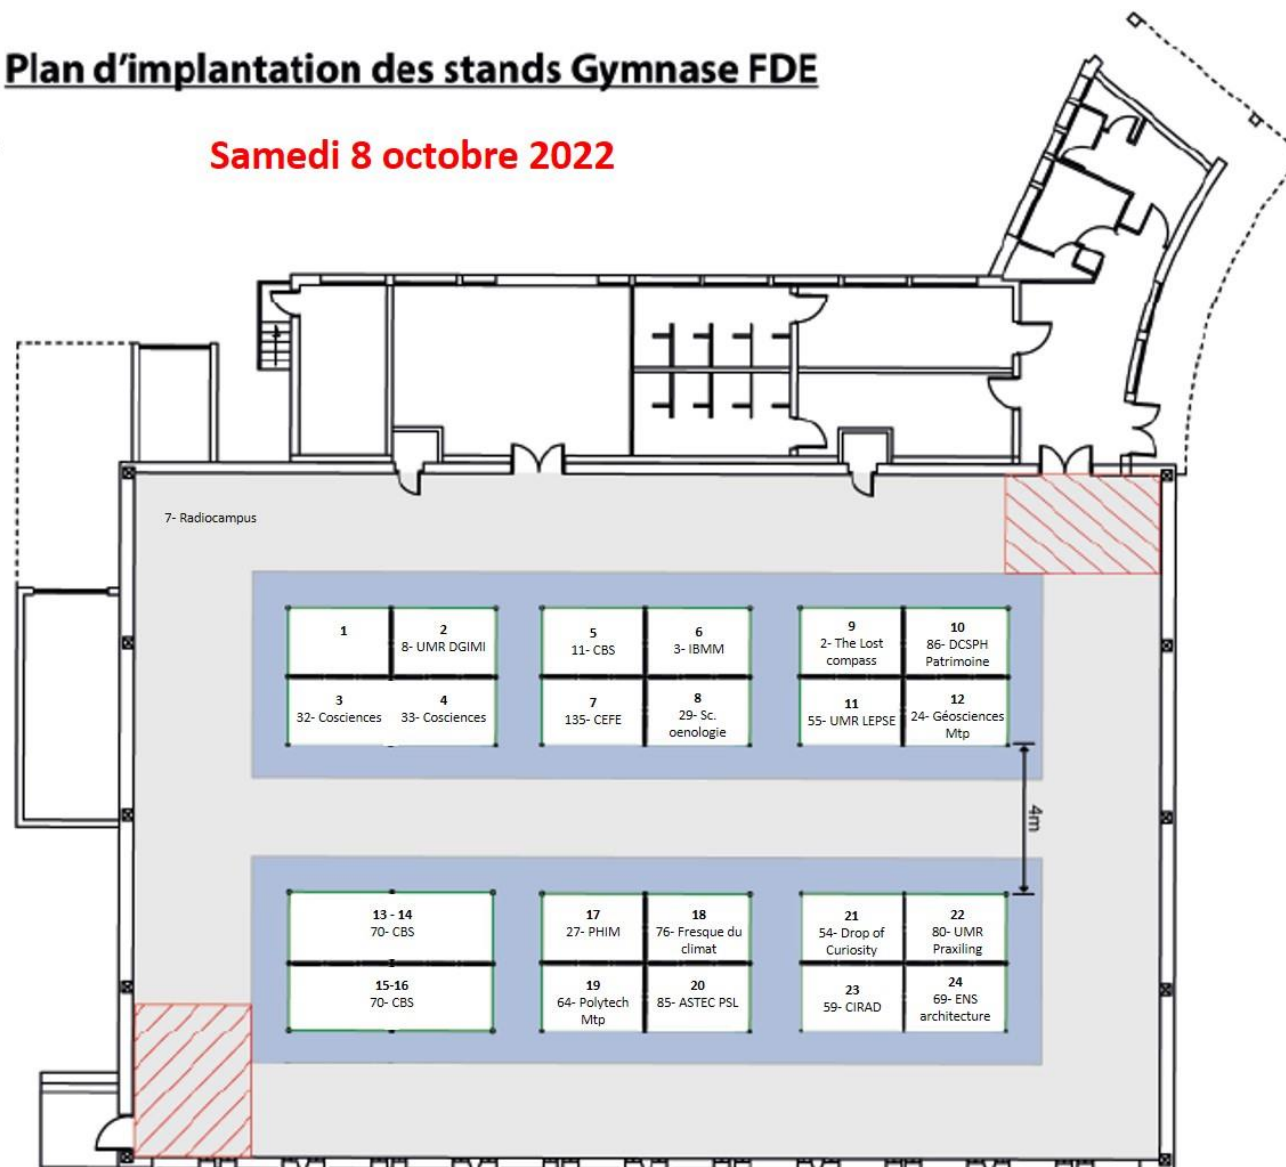 Plan d'implantation des stands Gymnase FDE
Samedi 8 octobre 2022
7- Radiocampus
1
2
8- UMR DGIMI
3
32- Cosciences
4
33- Cosciences
5
11- CBS
6
3- IBMM
7
135- CEFE
8
29- Sc.
oenologie
9
2- The Lost
compass
10
86- DCSPH
Patrimoine
11
55- UMR LEPSE
12
24- Géosciences
Mtp
4m
13 - 14
70- CBS
15-16
70- CBS
17
27- PHIM
18
76- Fresque du
climat
19
64- Polytech
Mtp
20
85- ASTEC PSL
21
54- Drop of
Curiosity
22
80- UMR
Praxiling
23
59- CIRAD
24
69- ENS
architecture